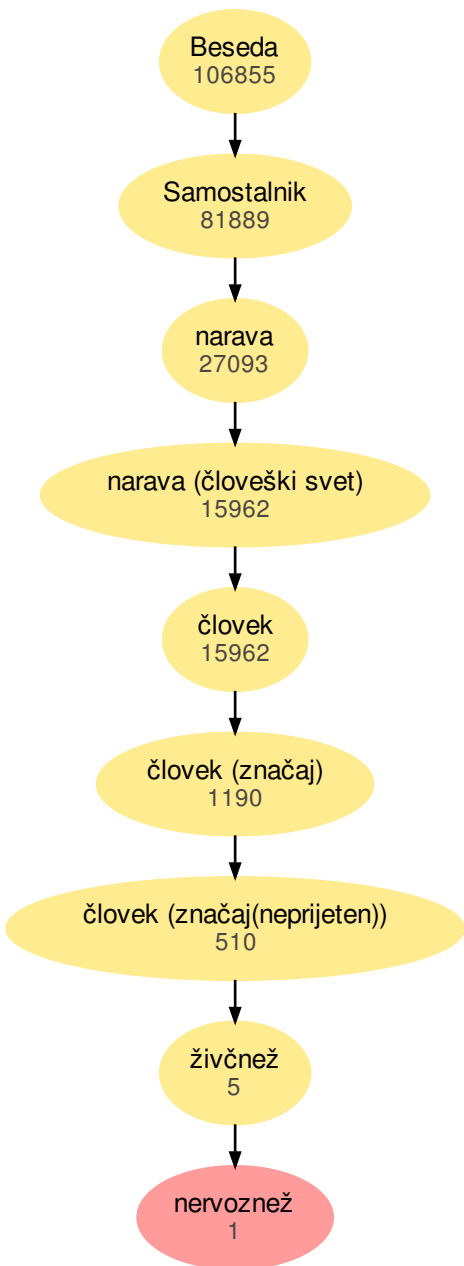 Beseda
106855
Samostalnik
81889
narava
27093
narava (človeški svet)
15962
človek
15962
človek (značaj)
1190
človek (značaj(neprijeten))
510
živčnež
5
nervoznež
1